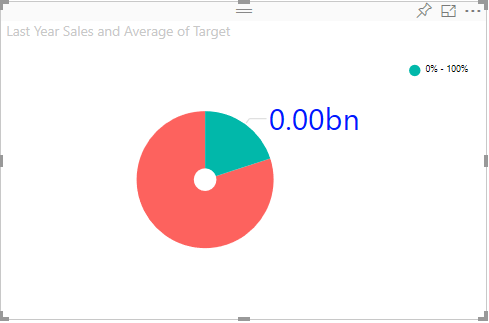 Last Year Sales and Average of Target
0% - 100%
0.00bn